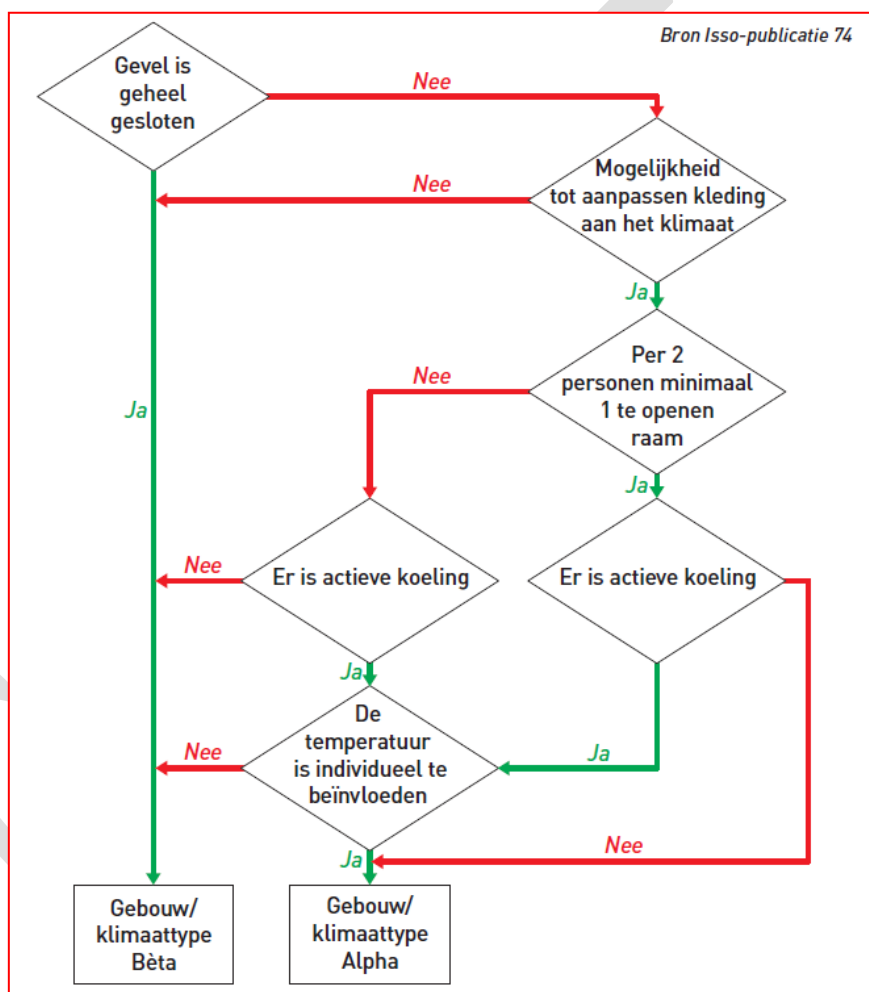 Bron Isso-publicatie 74
Gevel is
geheel
gesloten
Nee
Mogelijkheid
tot aanpassen kleding
aan het klimaat
Nee
Ja
Per 2
personen minimaal
1 te openen
raam
Nee
Ja
Ja
Er is actieve koeling
Nee
Er is actieve koeling
Ja
De
temperatuur
is individueel te
beïnvloeden
Nee
Ja
Ja
Nee
Gebouw/
klimaattype
Bèta
Gebouw/
klimaattype
Alpha